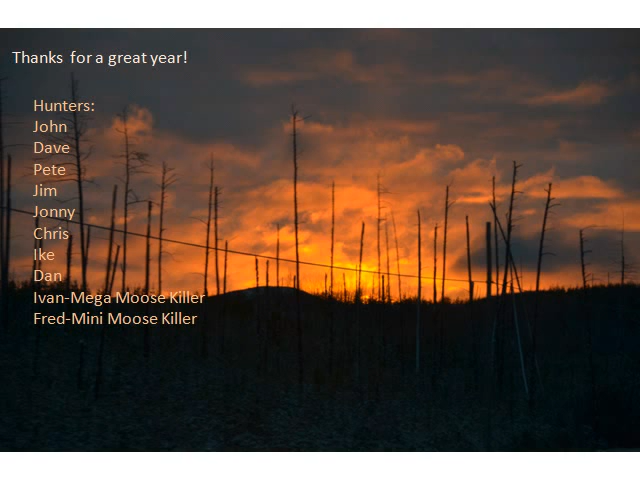 Thanks for a great year!
Hunters:
John
Dave
Pete
Jim
Jonny
Chris
Ike
Dan
Ivan-Mega Moose Killer
Fred-Mini Moose Killer